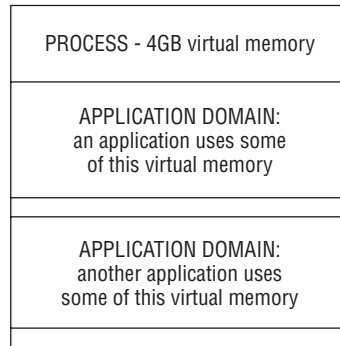 PROCESS - 4GB virtual memory
APPLICATION DOMAIN:
an application uses some
of this virtual memory
APPLICATION DOMAIN:
another application uses
some of this virtual memory